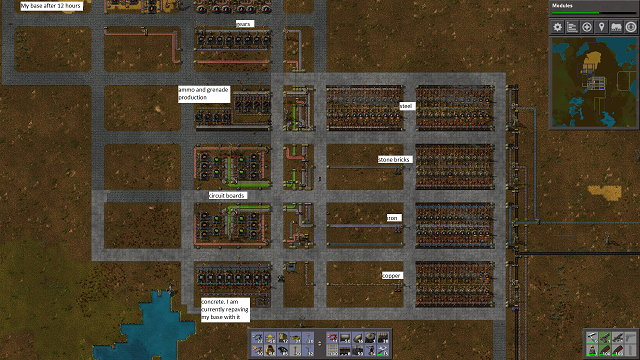 My base after 12 hours
Modules
gears
ammo and grenade
production
steel
stone bricks
circuit boards
iron
copper
concrete, I am
currently repaving
my base with it